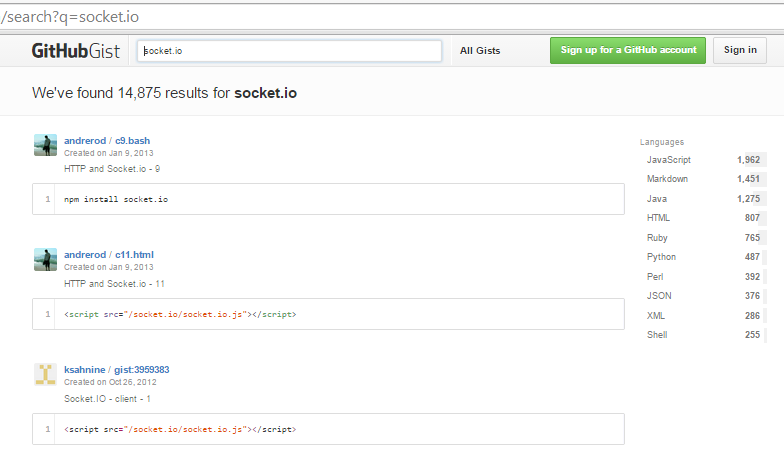 /search?q=socket.io
GitHub Gist
socket.io
All Gists
Sign up for a GitHub account
Sign in
We've found 14,875 results for socket.io
andrerod / c9.bash
Created on Jan 9, 2013
HTTP and Socket.io - 9
1 npm install socket.io
andrerod / c11.html
Created on Jan 9, 2013
HTTP and Socket.io - 11
1 <script src="/socket.io/socket.io.js"></script>
ksahnine / gist:3959383
Created on Oct 26, 2012
Socket.IO - client - 1
1 <script src="/socket.io/socket.io.js"></script>
Languages
JavaScript 1,962
Markdown 1,451
Java 1,275
HTML 807
Ruby 765
Python 487
Perl 392
JSON 376
XML 286
Shell 255